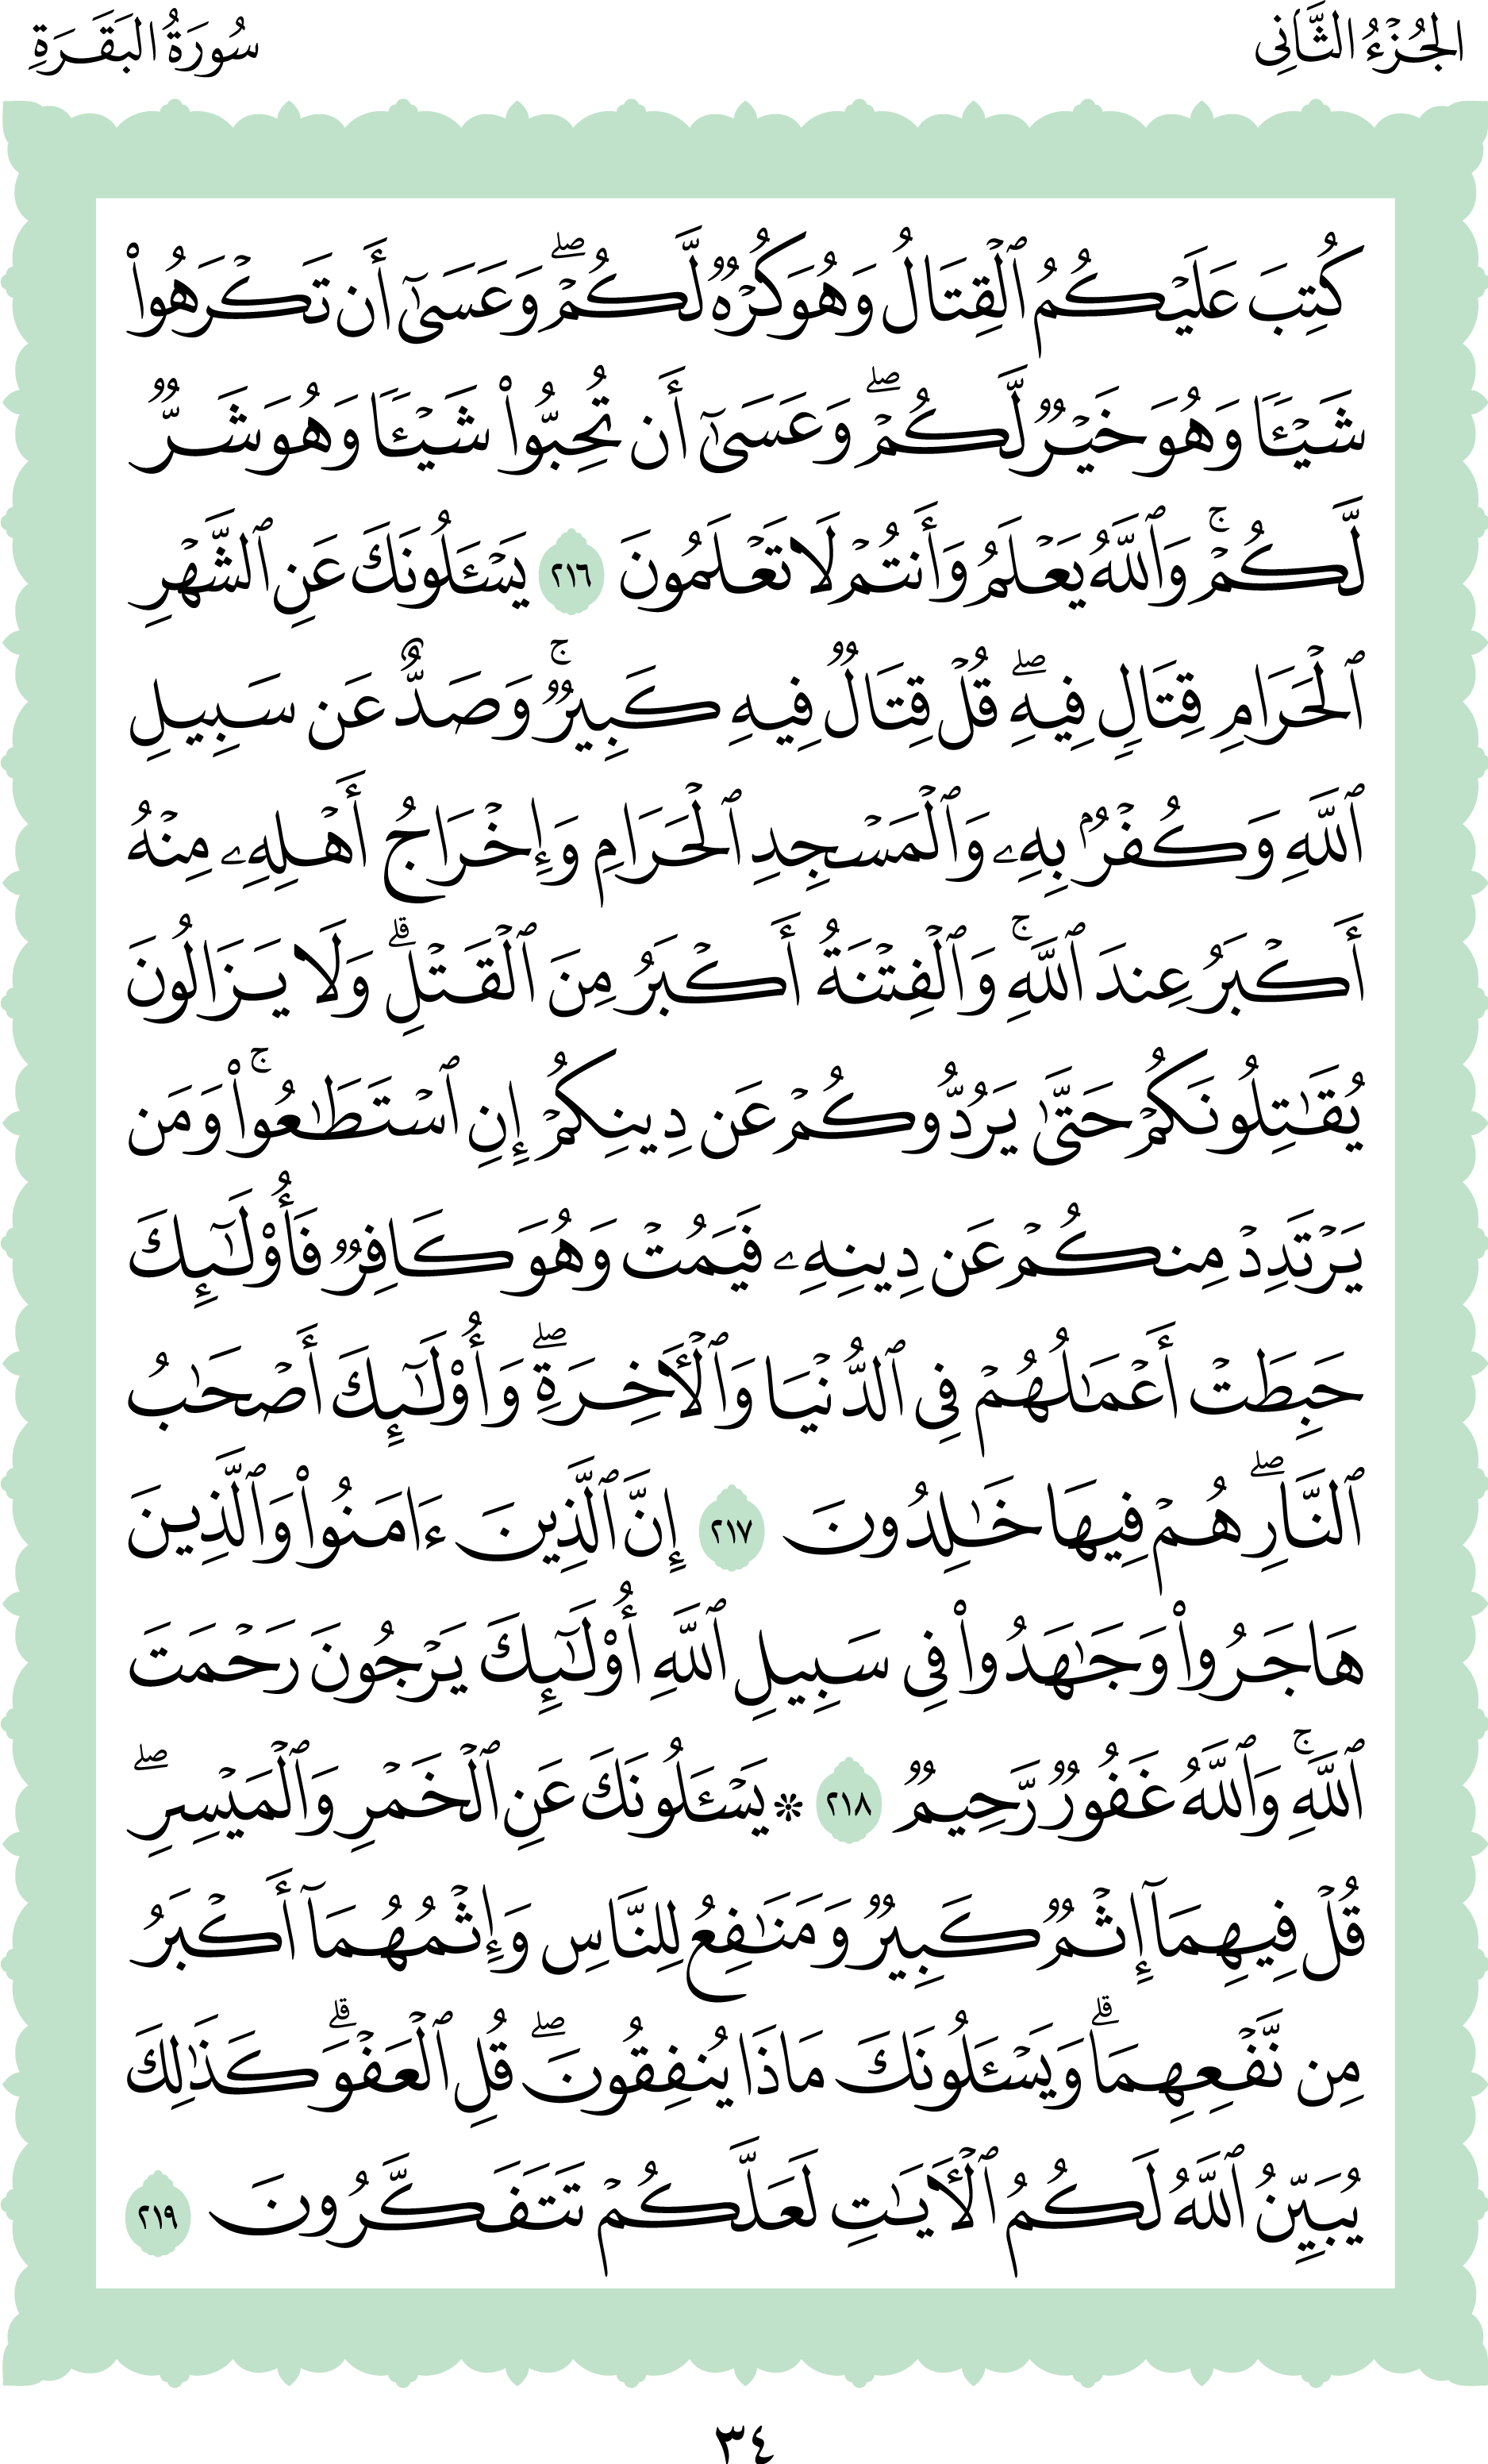 الجُزْءُ الثَّانِي
سُورَةُ البَقَرَةِ
كُتِبَ عَلَيۡكُمُ ٱلۡقِتَالُ وَهُوَ كُرۡهٞ لَّكُمۡۖ وَعَسَىٰٓ أَن تَكۡرَهُواْ
شَيۡـٔٗا وَهُوَ خَيۡرٞ لَّكُمۡۖ وَعَسَىٰٓ أَن تُحِبُّواْ شَيۡـٔٗا وَهُوَ شَرّٞ
لَّكُمۡۚ وَٱللَّهُ يَعۡلَمُ وَأَنتُمۡ لَا تَعۡلَمُونَ ٢١٦ يَسۡـَٔلُونَكَ عَنِ ٱلشَّهۡرِ
ٱلۡحَرَامِ قِتَالٖ فِيهِۖ قُلۡ قِتَالٞ فِيهِ كَبِيرٞۚ وَصَدٌّ عَن سَبِيلِ
ٱللَّهِ وَكُفۡرُۢ بِهِۦ وَٱلۡمَسۡجِدِ ٱلۡحَرَامِ وَإِخۡرَاجُ أَهۡلِهِۦ مِنۡهُ
أَكۡبَرُ عِندَ ٱللَّهِۚ وَٱلۡفِتۡنَةُ أَكۡبَرُ مِنَ ٱلۡقَتۡلِۗ وَلَا يَزَالُونَ
يُقَٰتِلُونَكُمۡ حَتَّىٰ يَرُدُّوكُمۡ عَن دِينِكُمۡ إِنِ ٱسۡتَطَٰعُواْۚ وَمَن
يَرۡتَدِدۡ مِنكُمۡ عَن دِينِهِۦ فَيَمُتۡ وَهُوَ كَافِرٞ فَأُوْلَٰٓئِكَ
حَبِطَتۡ أَعۡمَٰلُهُمۡ فِي ٱلدُّنۡيَا وَٱلۡأٓخِرَةِۖ وَأُوْلَٰٓئِكَ أَصۡحَٰبُ
ٱلنَّارِۖ هُمۡ فِيهَا خَٰلِدُونَ ٢١٧ إِنَّ ٱلَّذِينَ ءَامَنُواْ وَٱلَّذِينَ
هَاجَرُواْ وَجَٰهَدُواْ فِي سَبِيلِ ٱللَّهِ أُوْلَٰٓئِكَ يَرۡجُونَ رَحۡمَتَ
ٱللَّهِۚ وَٱللَّهُ غَفُورٞ رَّحِيمٞ ٢١٨ ۞يَسۡـَٔلُونَكَ عَنِ ٱلۡخَمۡرِ وَٱلۡمَيۡسِرِۖ
قُلۡ فِيهِمَآ إِثۡمٞ كَبِيرٞ وَمَنَٰفِعُ لِلنَّاسِ وَإِثۡمُهُمَآ أَكۡبَرُ
مِن نَّفۡعِهِمَاۗ وَيَسۡـَٔلُونَكَ مَاذَا يُنفِقُونَۖ قُلِ ٱلۡعَفۡوَۗ كَذَٰلِكَ
يُبَيِّنُ ٱللَّهُ لَكُمُ ٱلۡأٓيَٰتِ لَعَلَّكُمۡ تَتَفَكَّرُونَ ٢١٩
٣٤